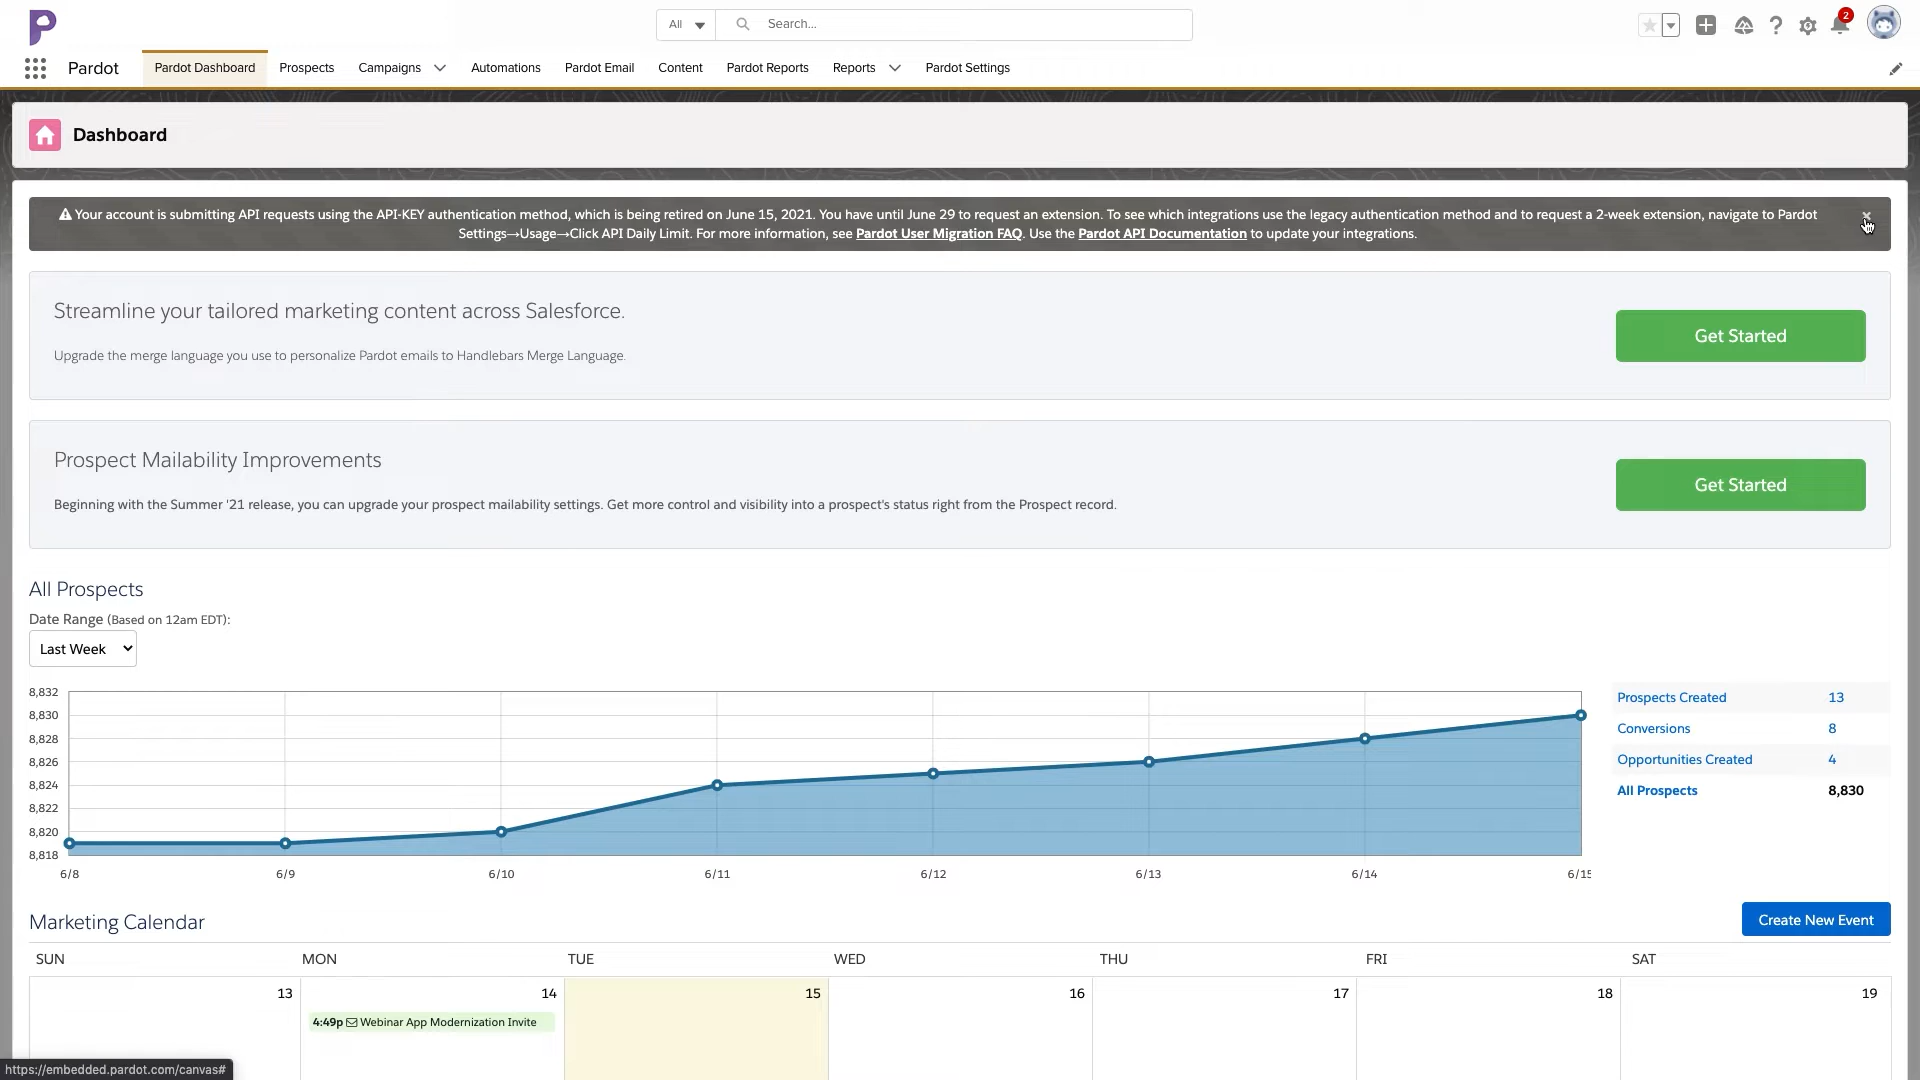 All
Search...
2
Pardot
Pardot Dashboard
Prospects
Campaigns
Automations
Pardot Email
Content
Pardot Reports
Reports
Pardot Settings
Dashboard
Your account is submitting API requests using the API-KEY authentication method, which is being retired on June 15, 2021. You have until June 29 to request an extension. To see which integrations use the legacy authentication method and to request a 2-week extension, navigate to Pardot
Settings→Usage→Click API Daily Limit. For more information, see Pardot User Migration FAQ. Use the Pardot API Documentation to update your integrations.
Streamline your tailored marketing content across Salesforce.
Upgrade the merge language you use to personalize Pardot emails to Handlebars Merge Language.
Get Started
Prospect Mailability Improvements
Beginning with the Summer '21 release, you can upgrade your prospect mailability settings. Get more control and visibility into a prospect's status right from the Prospect record.
Get Started
All Prospects
Date Range (Based on 12am EDT):
Last Week
8,832
8,830
8,828
8,826
8,824
8,822
8,820
8,818
6/8
6/9
6/10
6/11
6/12
6/13
6/14
6/15
Prospects Created 13
Conversions 8
Opportunities Created 4
All Prospects 8,830
Marketing Calendar
Create New Event
SUN MON TUE WED THU FRI SAT
13 14 15 16 17 18 19
4:49p Webinar App Modernization Invite
https://embedded.pardot.com/canvas#